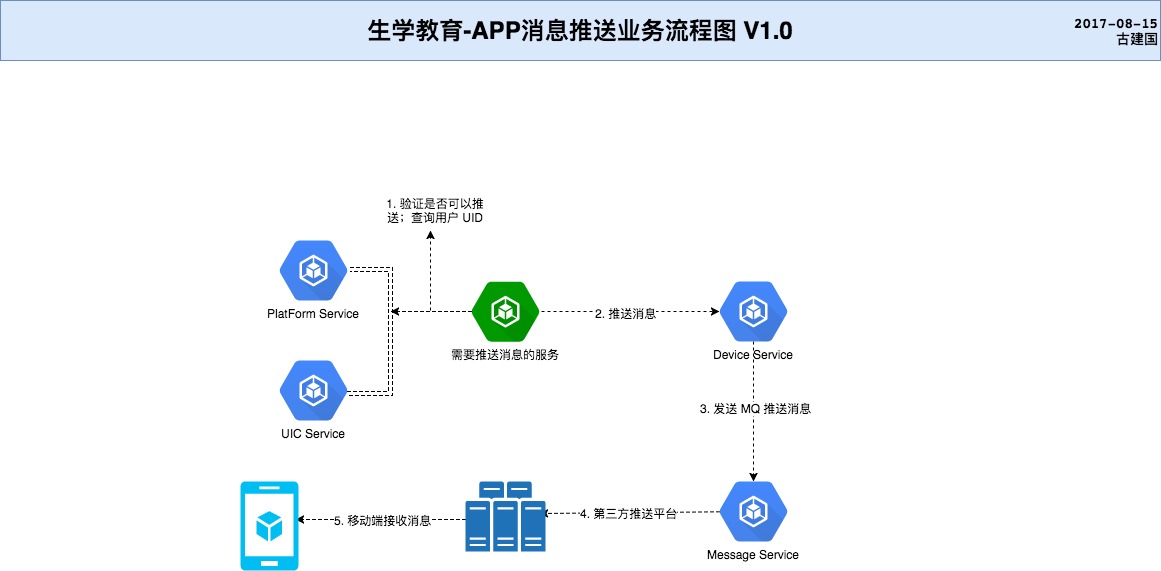 生学教育-APP消息推送业务流程图 V1.0
2017-08-15
古建国
1. 验证是否可以推
送；查询用户 UID
PlatForm Service
2. 推送消息
需要推送消息的服务
Device Service
3. 发送 MQ 推送消息
UIC Service
4. 第三方推送平台
5. 移动端接收消息
Message Service